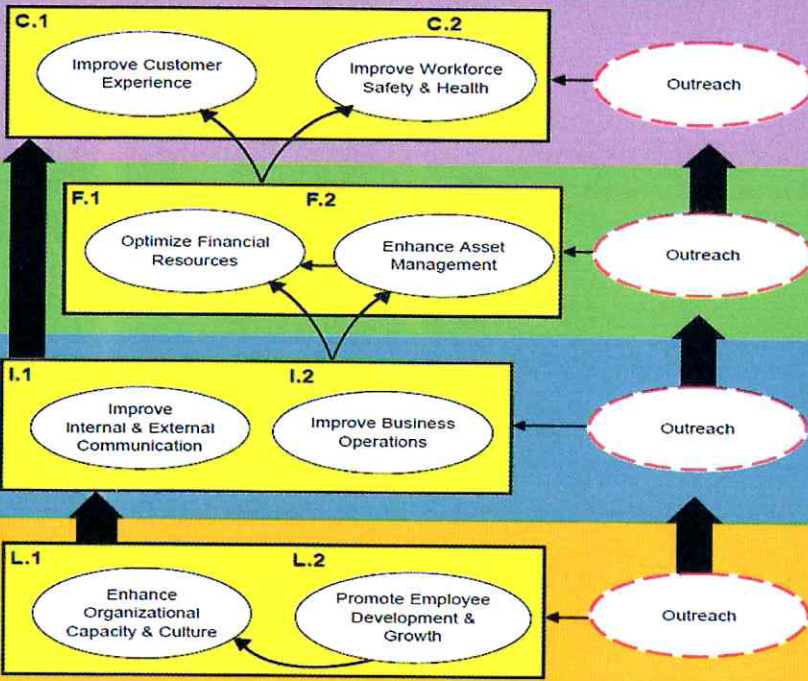 C.1
C.2
Improve Customer
Experience
Improve Workforce
Safety & Health
Outreach
F.1
F.2
Optimize Financial
Resources
Enhance Asset
Management
Outreach
I.1
I.2
Improve
Internal & External
Communication
Improve Business
Operations
Outreach
L.1
L.2
Enhance
Organizational
Capacity & Culture
Promote Employee
Development &
Growth
Outreach